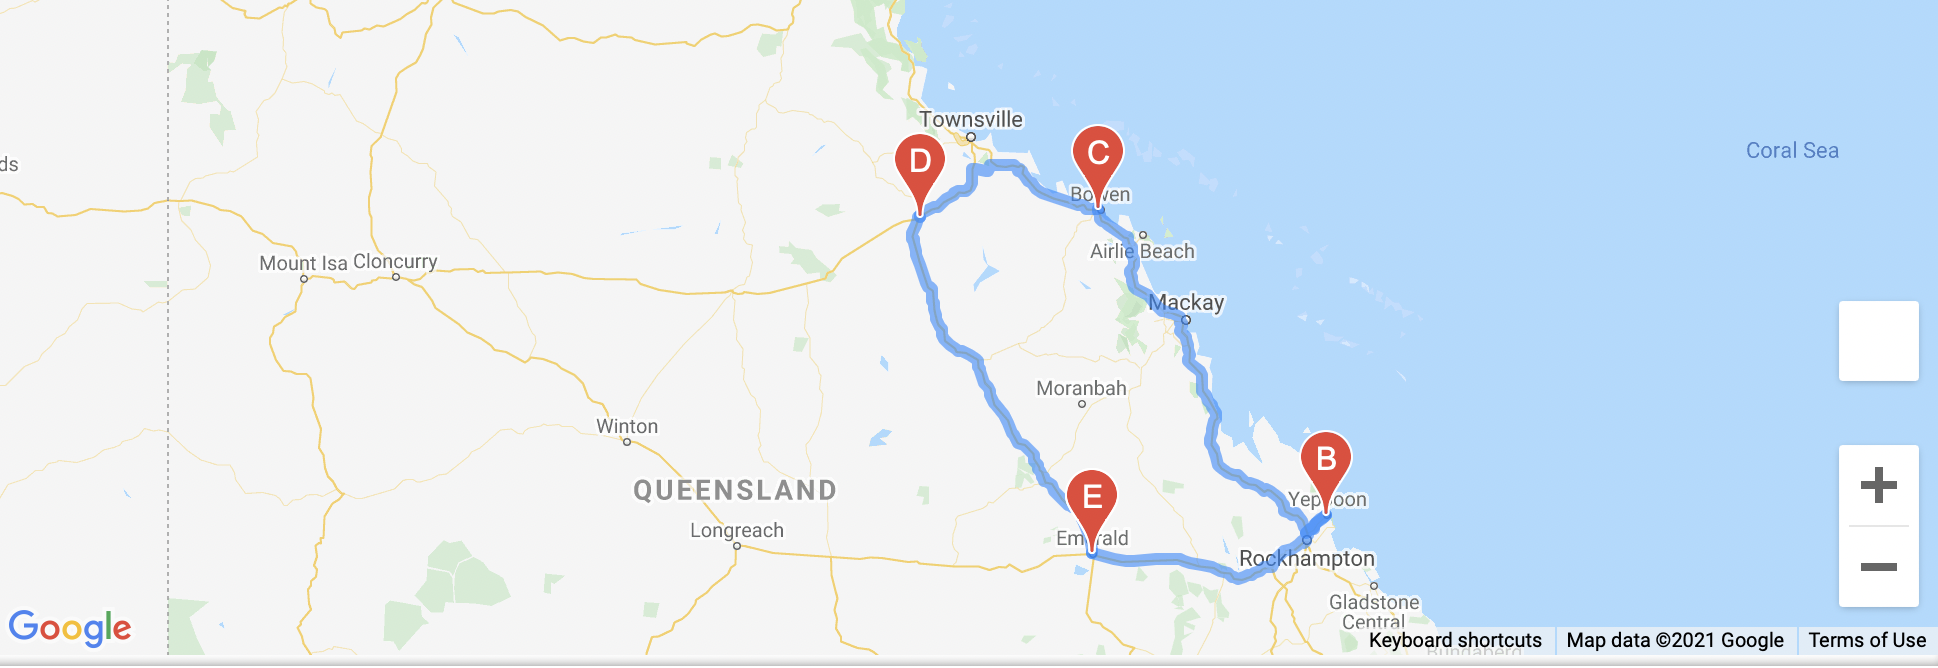 Townsville
D
C
Coral Sea
ds
Bowen
Airlie Beach
Mount Isa
Cloncurry
Mackay
Moranbah
Winton
B
QUEENSLAND
E
Yeppoon
Longreach
Emerald
Rockhampton
Gladstone
Central
Google
Keyboard shortcuts
Map data ©2021 Google
Terms of Use
Bundaberg